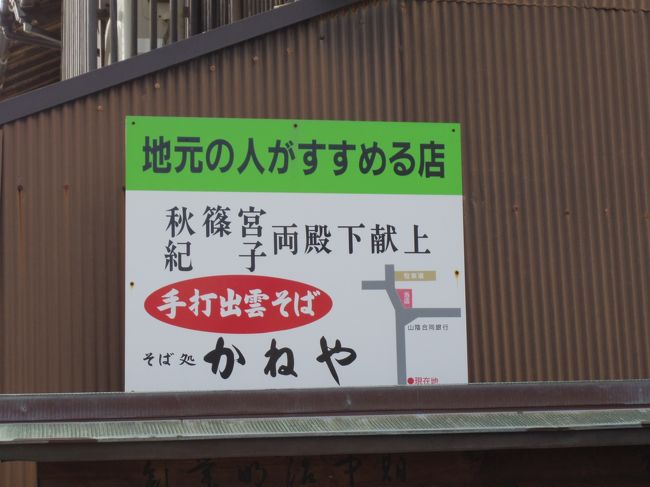 地元の人がすすめる店
秋篠宮
紀子
両殿下献上
手打出雲そば
そば処 かねや
駐車場
山陰合同銀行
●現在地